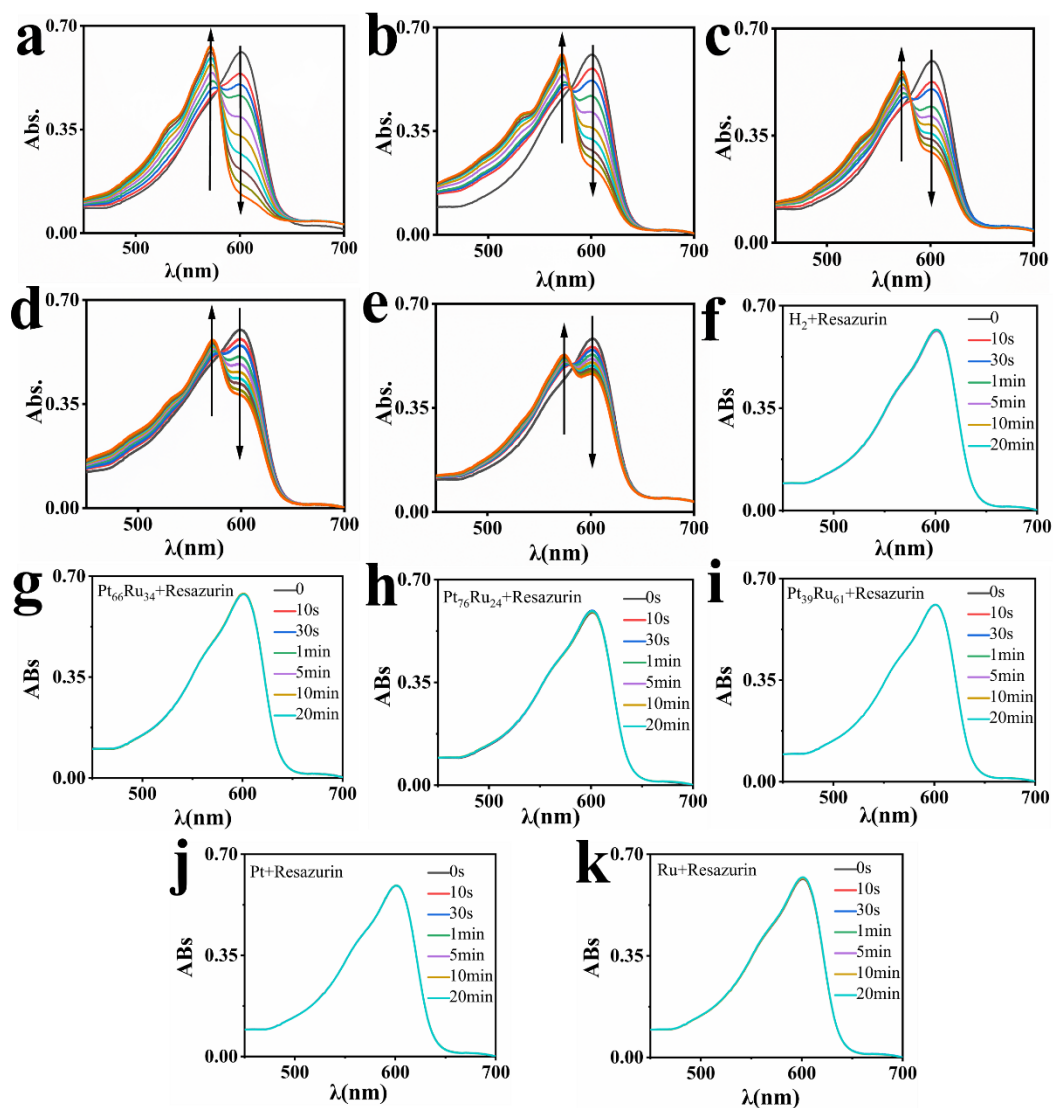 a
0.70
0.35
0.00
Abs.
500
600
700
λ(nm)
b
0.70
0.35
0.00
Abs.
500
600
700
λ(nm)
c
0.70
0.35
0.00
Abs.
500
600
700
λ(nm)
d
0.70
0.35
0.00
Abs.
500
600
700
λ(nm)
e
0.70
0.35
0.00
Abs.
500
600
700
λ(nm)
f
H₂+Resazurin
0
10s
30s
1min
5min
10min
20min
0.70
0.35
0.00
ABs
500
600
700
λ(nm)
g
Pt₆₆Ru₃₄+Resazurin
0
10s
30s
1min
5min
10min
20min
0.70
0.35
0.00
ABs
500
600
700
λ(nm)
h
Pt₇₆Ru₂₄+Resazurin
0s
10s
30s
1min
5min
10min
20min
0.70
0.35
0.00
ABs
500
600
700
λ(nm)
i
Pt₃₉Ru₆₁+Resazurin
0s
10s
30s
1min
5min
10min
20min
0.70
0.35
0.00
ABs
500
600
700
λ(nm)
j
Pt+Resazurin
0s
10s
30s
1min
5min
10min
20min
0.70
0.35
0.00
ABs
500
600
700
λ(nm)
k
Ru+Resazurin
0s
10s
30s
1min
5min
10min
20min
0.70
0.35
0.00
ABs
500
600
700
λ(nm)